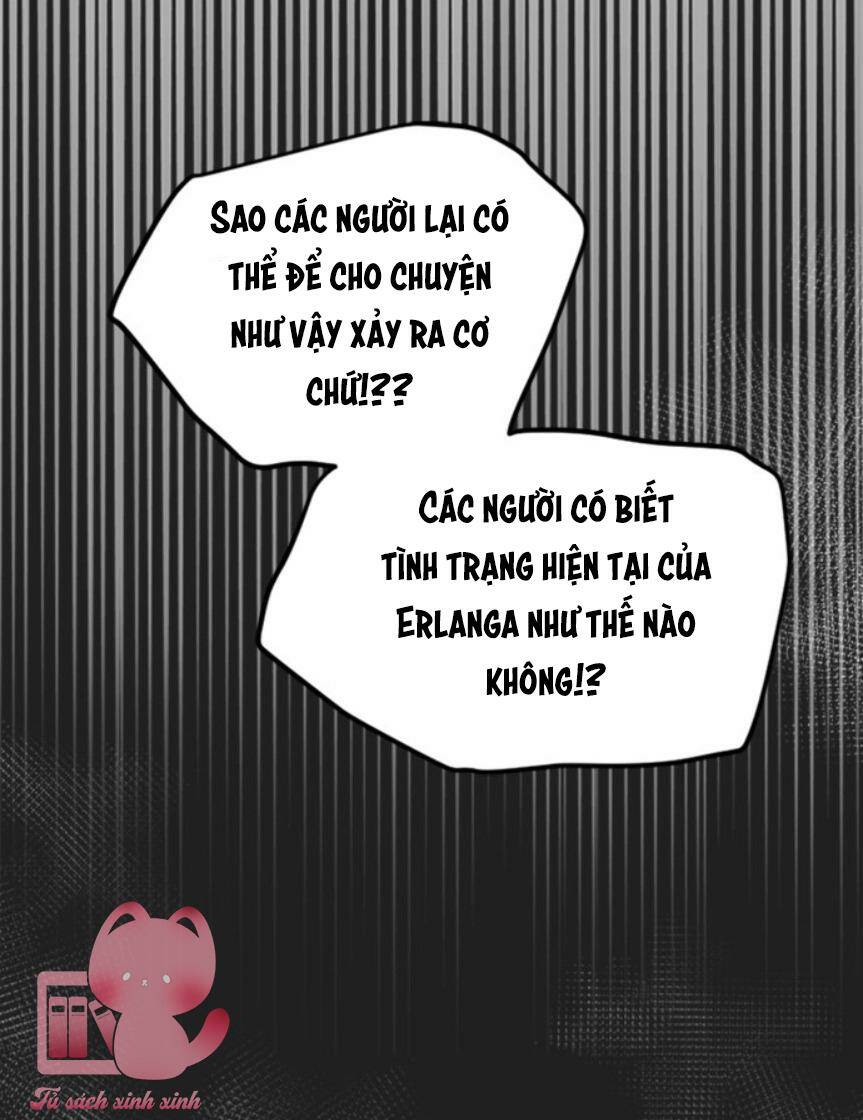 SAO CÁC NGƯỜI LẠI CÓ
THỂ ĐỂ CHO CHUYỆN
NHƯ VẬY XẢY RA CƠ
CHỨ!??
CÁC NGƯỜI CÓ BIẾT
TÌNH TRẠNG HIỆN TẠI CỦA
ERLANGA NHƯ THẾ NÀO
KHÔNG!?
Tủ sách xinh xinh